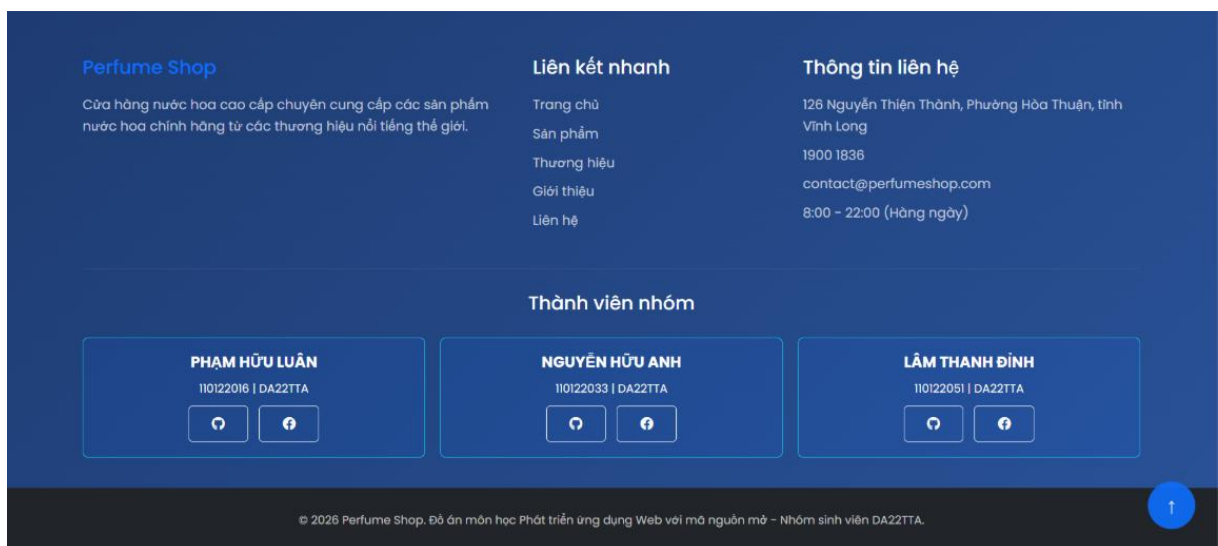 Perfume Shop
Cửa hàng nước hoa cao cấp chuyên cung cấp các sản phẩm
nước hoa chính hãng từ các thương hiệu nổi tiếng thế giới.
Liên kết nhanh
Trang chủ
Sản phẩm
Thương hiệu
Giới thiệu
Liên hệ
Thông tin liên hệ
126 Nguyễn Thiện Thành, Phường Hòa Thuận, tỉnh
Vĩnh Long
1900 1836
contact@perfumeshop.com
8:00 - 22:00 (Hàng ngày)
Thành viên nhóm
PHẠM HỮU LUÂN
110122016 | DA22TTA
NGUYỄN HỮU ANH
110122033 | DA22TTA
LÂM THANH ĐỈNH
110122051 | DA22TTA
© 2026 Perfume Shop. Đồ án môn học Phát triển ứng dụng Web với mã nguồn mở - Nhóm sinh viên DA22TTA.